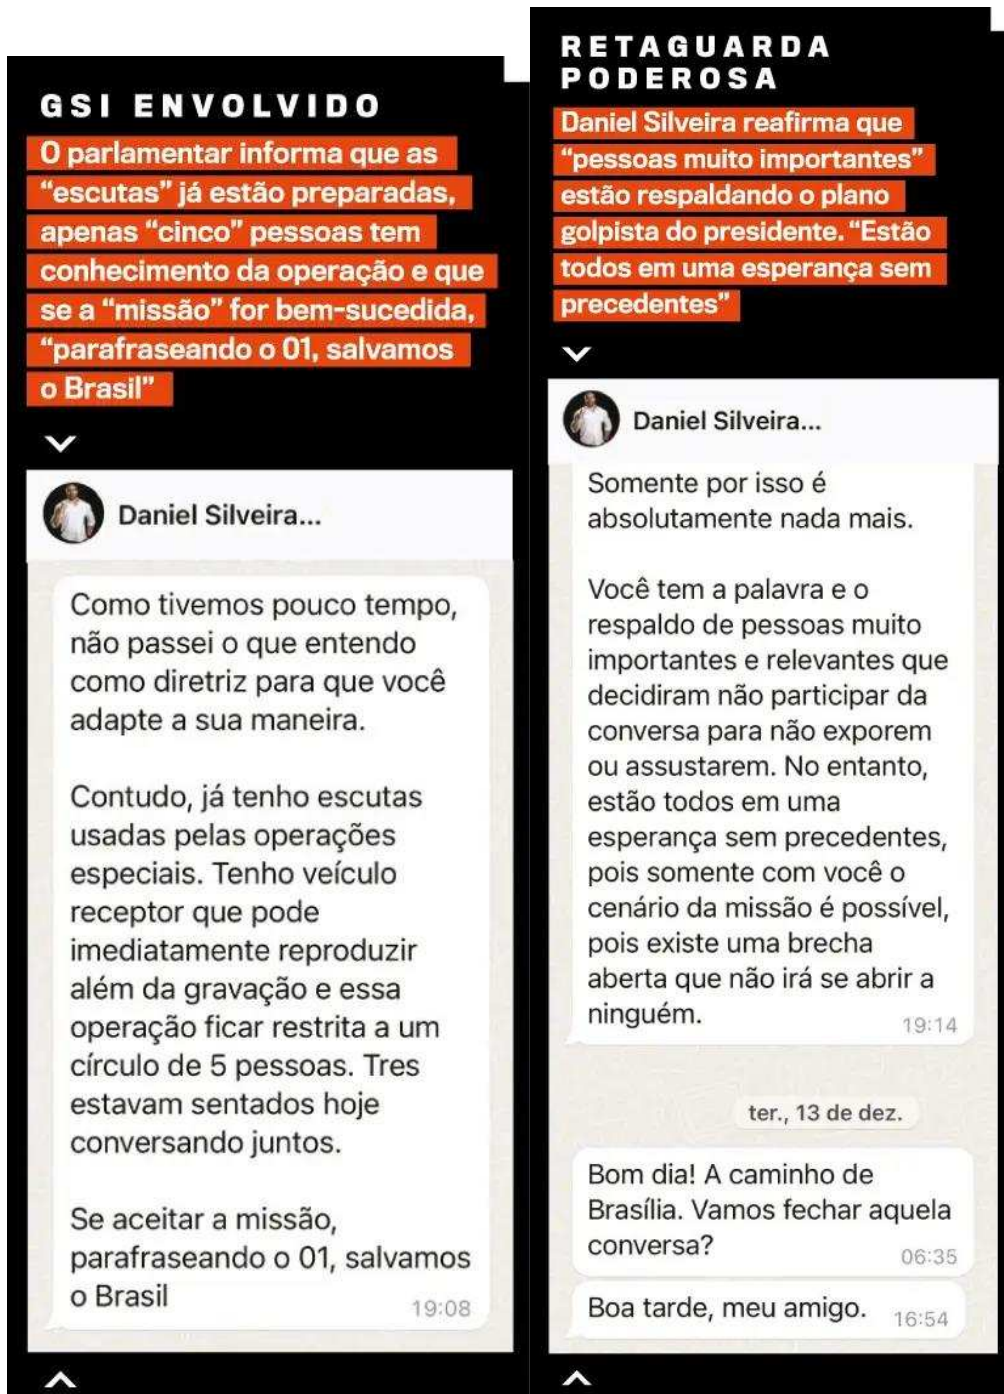 GSI ENVOLVIDO
O parlamentar informa que as
“escutas” já estão preparadas,
apenas “cinco” pessoas tem
conhecimento da operação e que
se a “missão” for bem-sucedida,
“parafraseando o 01, salvamos
o Brasil”
Daniel Silveira...
Como tivemos pouco tempo,
não passei o que entendo
como diretriz para que você
adapte a sua maneira.
Contudo, já tenho escutas
usadas pelas operações
especiais. Tenho veículo
receptor que pode
imediatamente reproduzir
além da gravação e essa
operação ficar restrita a um
círculo de 5 pessoas. Tres
estavam sentados hoje
conversando juntos.
Se aceitar a missão,
parafraseando o 01, salvamos
o Brasil
19:08
RETAGUARDA
PODEROSA
Daniel Silveira reafirma que
“pessoas muito importantes”
estão respaldando o plano
golpista do presidente. “Estão
todos em uma esperança sem
precedentes”
Daniel Silveira...
Somente por isso é
absolutamente nada mais.
Você tem a palavra e o
respaldo de pessoas muito
importantes e relevantes que
decidiram não participar da
conversa para não exporem
ou assustarem. No entanto,
estão todos em uma
esperança sem precedentes,
pois somente com você o
cenário da missão é possível,
pois existe uma brecha
aberta que não irá se abrir a
ninguém.
19:14
ter., 13 de dez.
Bom dia! A caminho de
Brasília. Vamos fechar aquela
conversa?
06:35
Boa tarde, meu amigo.
16:54